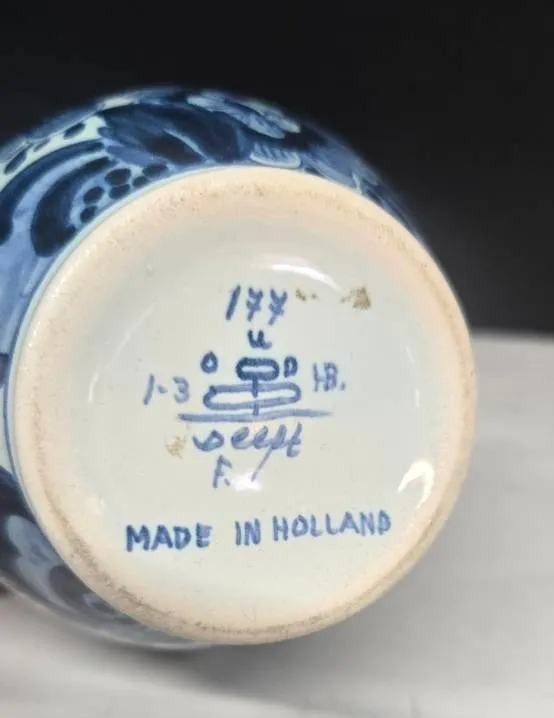 177
u
O D
1-3 HB.
Delft
F.
MADE IN HOLLAND